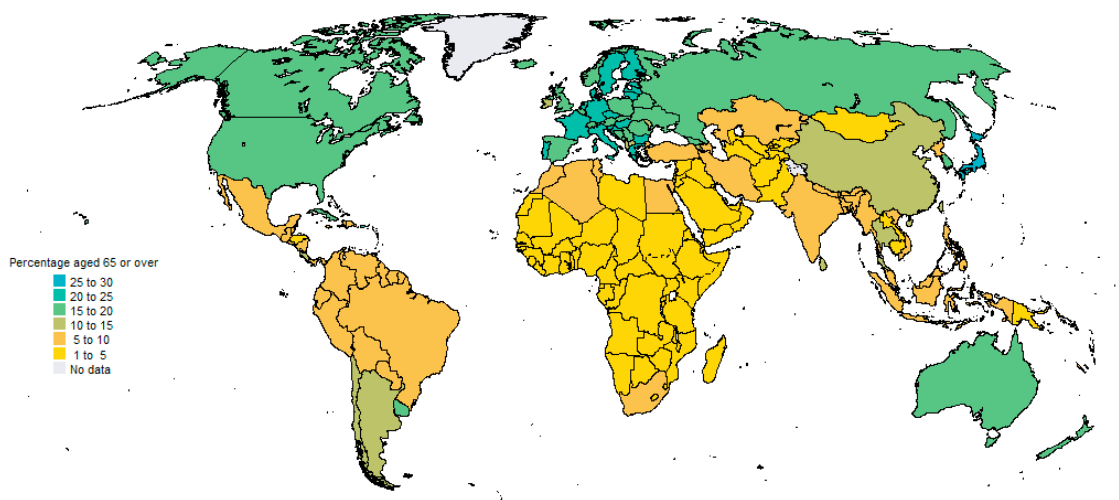 Percentage aged 65 or over
25 to 30
20 to 25
15 to 20
10 to 15
5 to 10
1 to 5
No data